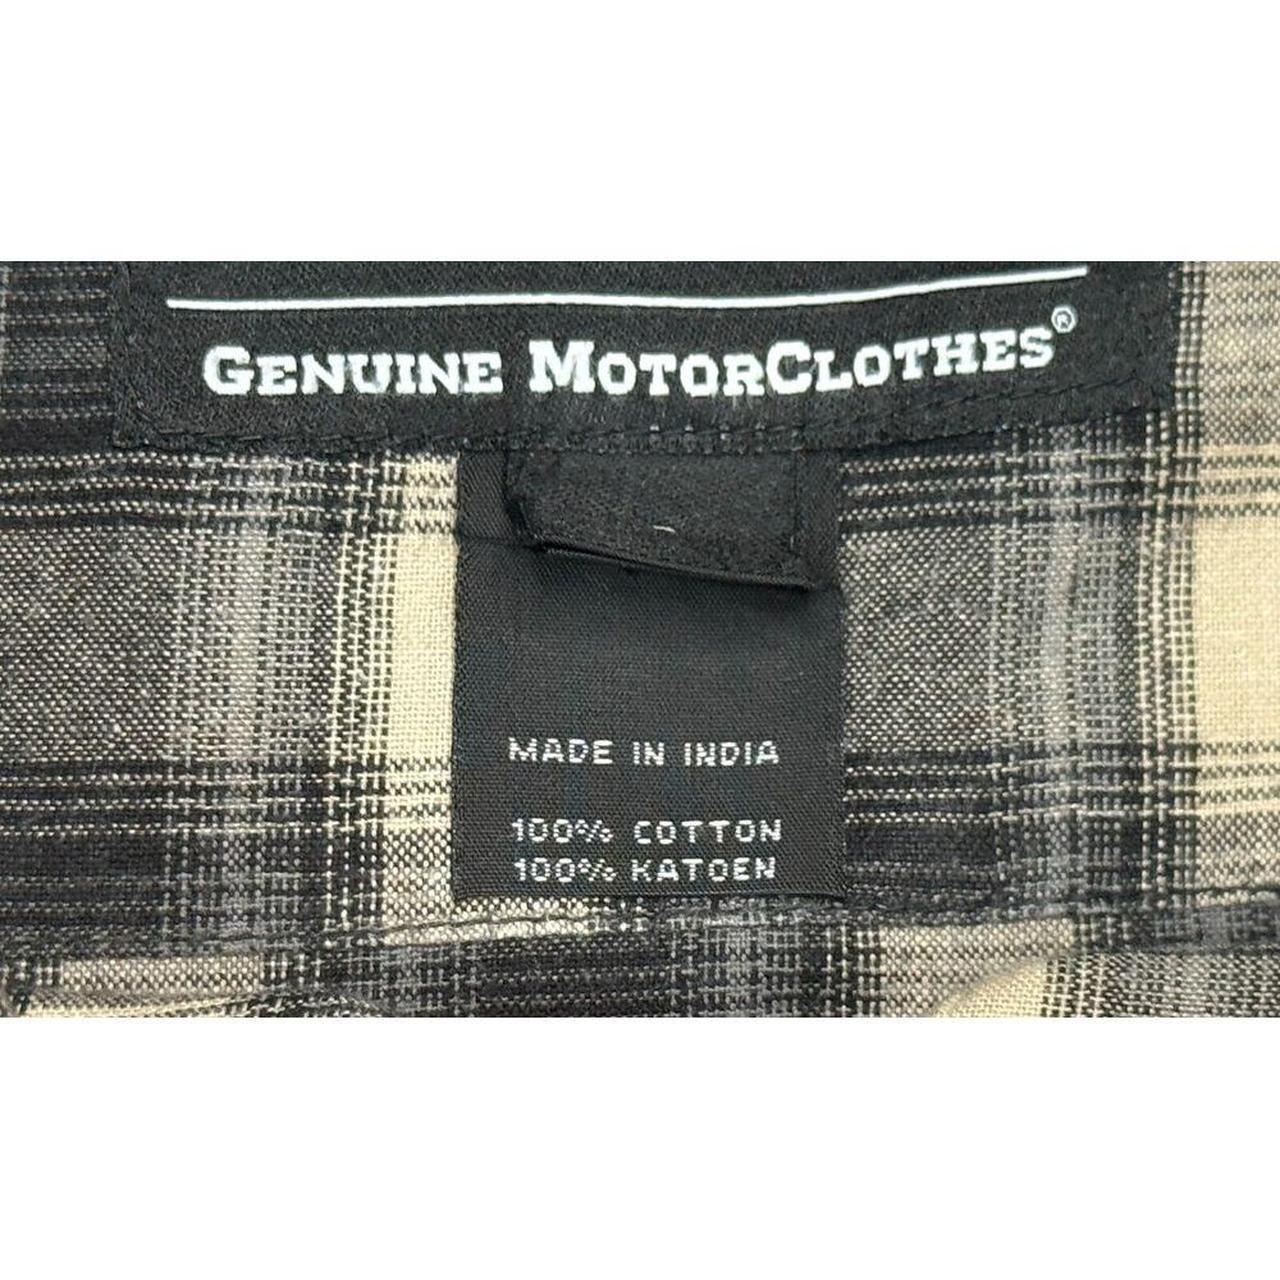 GENUINE MOTORCLOTHES®
MADE IN INDIA
100% COTTON
100% KATOEN